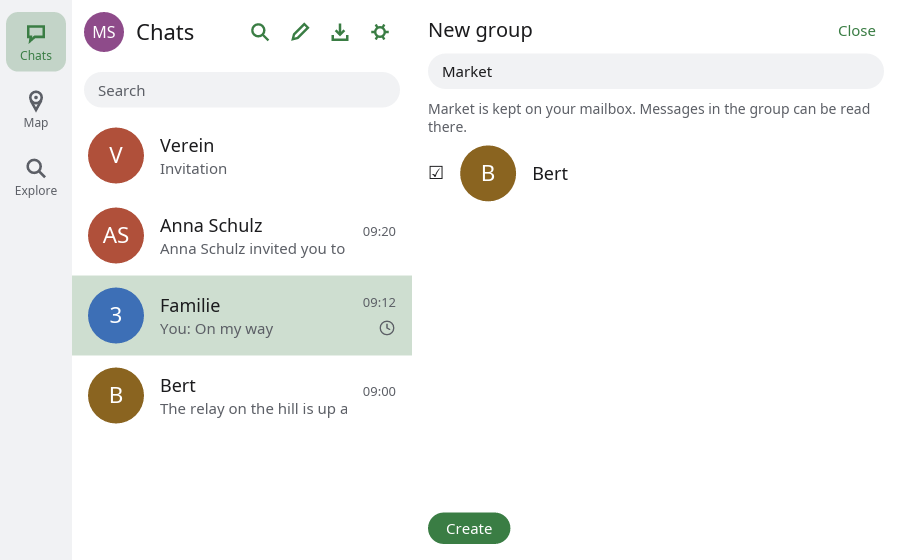 Chats
Map
Explore
MS
Chats
Search
V
Verein
Invitation
AS
Anna Schulz
09:20
Anna Schulz invited you to
3
Familie
09:12
You: On my way
B
Bert
09:00
The relay on the hill is up a
New group
Close
Market
Market is kept on your mailbox. Messages in the group can be read
there.
☑
B
Bert
Create